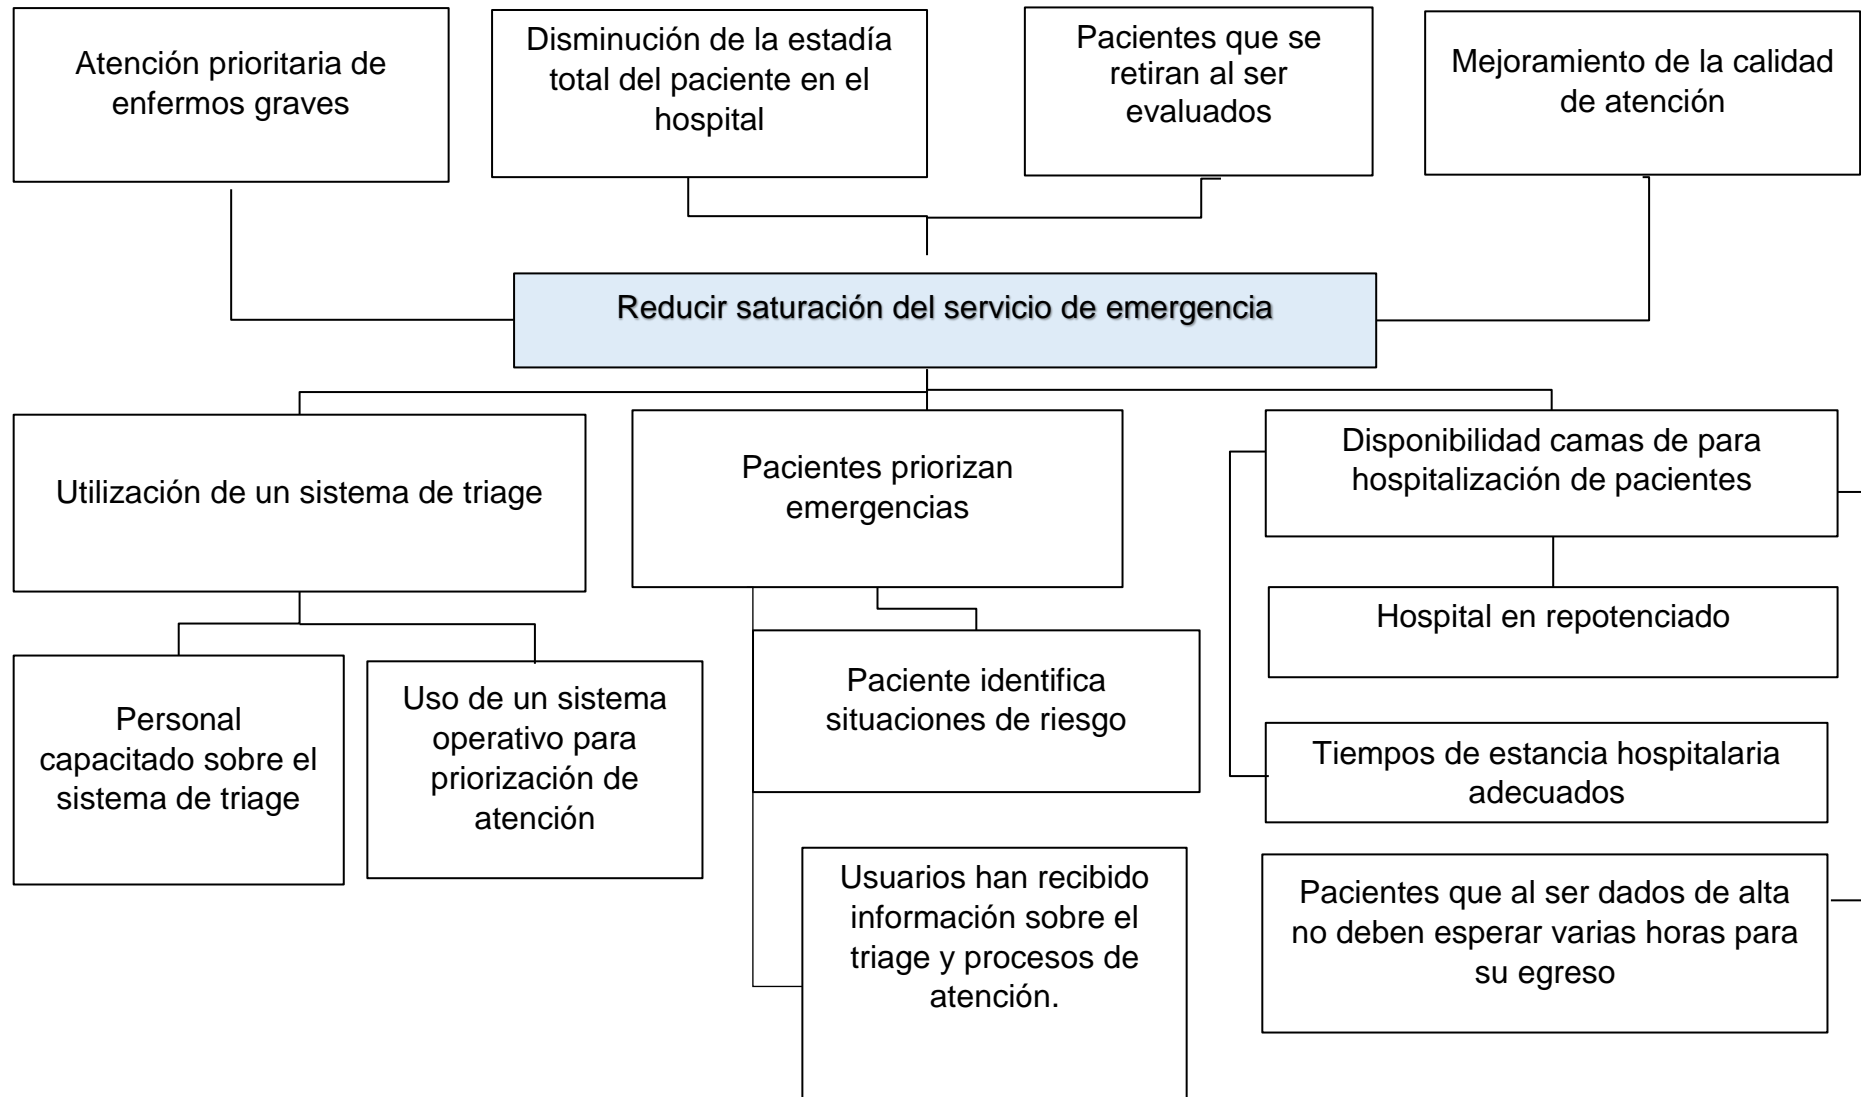 Atención prioritaria de
enfermos graves
Disminución de la estadía
total del paciente en el
hospital
Pacientes que se
retiran al ser
evaluados
Mejoramiento de la calidad
de atención
Reducir saturación del servicio de emergencia
Utilización de un sistema de triage
Pacientes priorizan
emergencias
Disponibilidad camas de para
hospitalización de pacientes
Hospital en repotenciado
Personal
capacitado sobre el
sistema de triage
Uso de un sistema
operativo para
priorización de
atención
Paciente identifica
situaciones de riesgo
Tiempos de estancia hospitalaria
adecuados
Usuarios han recibido
información sobre el
triage y procesos de
atención.
Pacientes que al ser dados de alta
no deben esperar varias horas para
su egreso